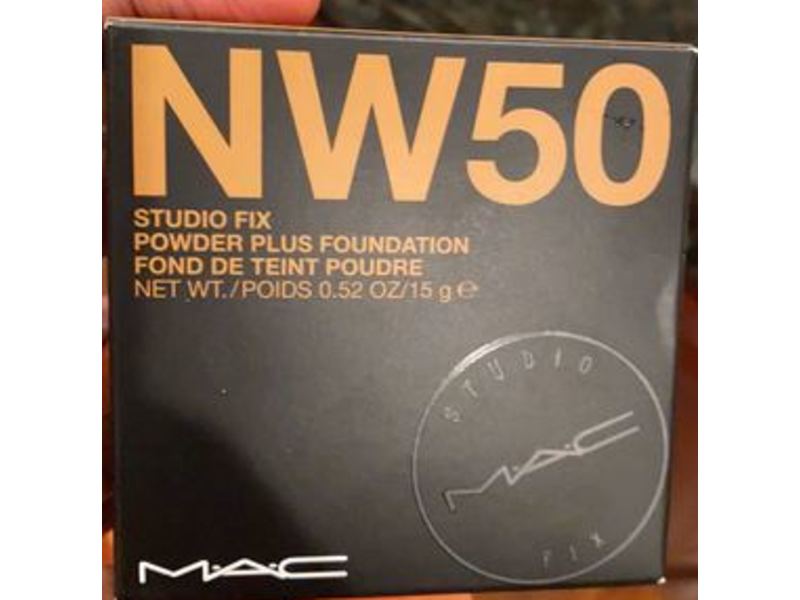 NW50
STUDIO FIX
POWDER PLUS FOUNDATION
FOND DE TEINT POUDRE
NET WT./POIDS 0.52 OZ/15 g ℮
STUDIO
M·A·C
FIX
M·A·C